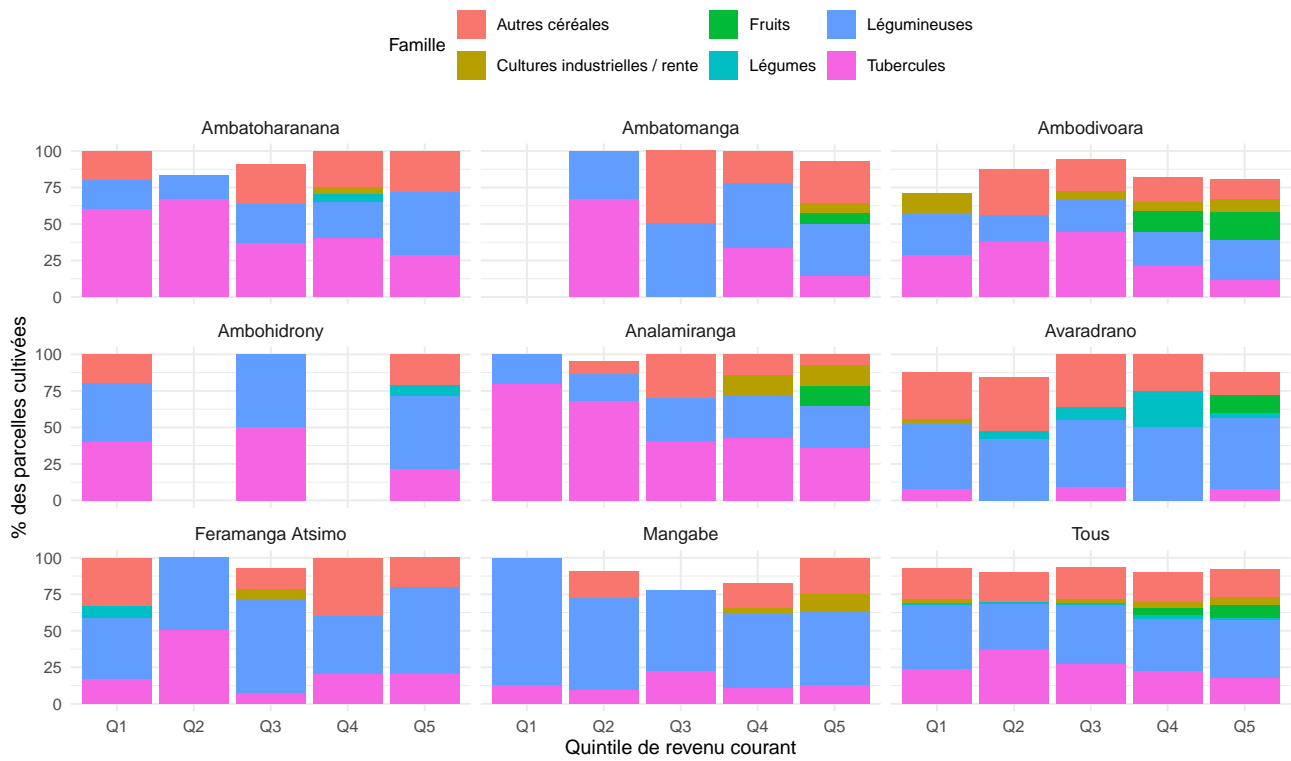 Famille
Autres céréales
Fruits
Légumineuses
Cultures industrielles / rente
Légumes
Tubercules
Ambatoharanana
Ambatomanga
Ambodivoara
100
75
50
25
0
Ambohidrony
Analamiranga
Avaradrano
100
75
50
25
0
Feramanga Atsimo
Mangabe
Tous
100
75
50
25
0
% des parcelles cultivées
Q1 Q2 Q3 Q4 Q5
Q1 Q2 Q3 Q4 Q5
Q1 Q2 Q3 Q4 Q5
Quintile de revenu courant